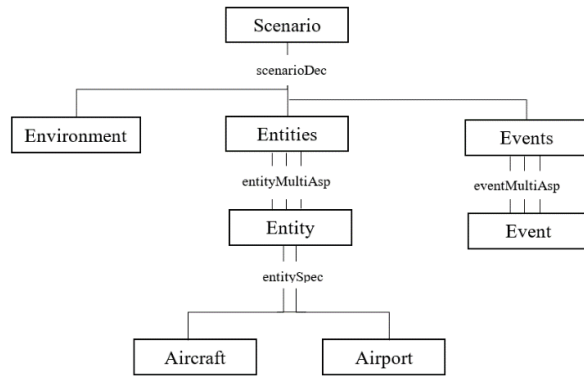 Scenario
scenarioDec
Environment
Entities
Events
entityMultiAsp
eventMultiAsp
Entity
Event
entitySpec
Aircraft
Airport